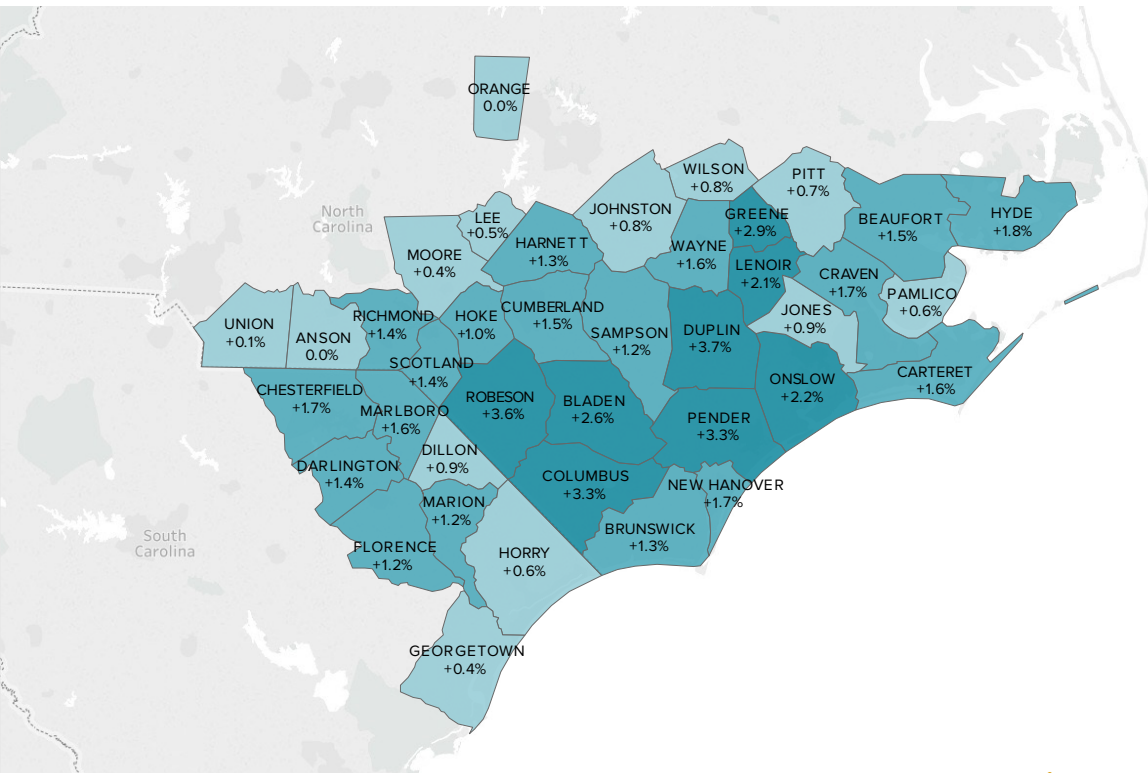 ORANGE
0.0%
WILSON
+0.8%
PITT
+0.7%
North
Carolina
LEE
+0.5%
JOHNSTON
+0.8%
GREENE
+2.9%
BEAUFORT
+1.5%
HYDE
+1.8%
MOORE
+0.4%
HARNETT
+1.3%
WAYNE
+1.6%
LENOIR
+2.1%
CRAVEN
+1.7%
PAMLICO
+0.6%
UNION
+0.1%
ANSON
0.0%
RICHMOND
+1.4%
HOKE
+1.0%
CUMBERLAND
+1.5%
SAMPSON
+1.2%
DUPLIN
+3.7%
JONES
+0.9%
SCOTLAND
+1.4%
ONSLOW
+2.2%
CARTERET
+1.6%
CHESTERFIELD
+1.7%
MARLBORO
+1.6%
ROBESON
+3.6%
BLADEN
+2.6%
PENDER
+3.3%
DILLON
+0.9%
DARLINGTON
+1.4%
COLUMBUS
+3.3%
NEW HANOVER
+1.7%
MARION
+1.2%
BRUNSWICK
+1.3%
South
Carolina
FLORENCE
+1.2%
HORRY
+0.6%
GEORGETOWN
+0.4%